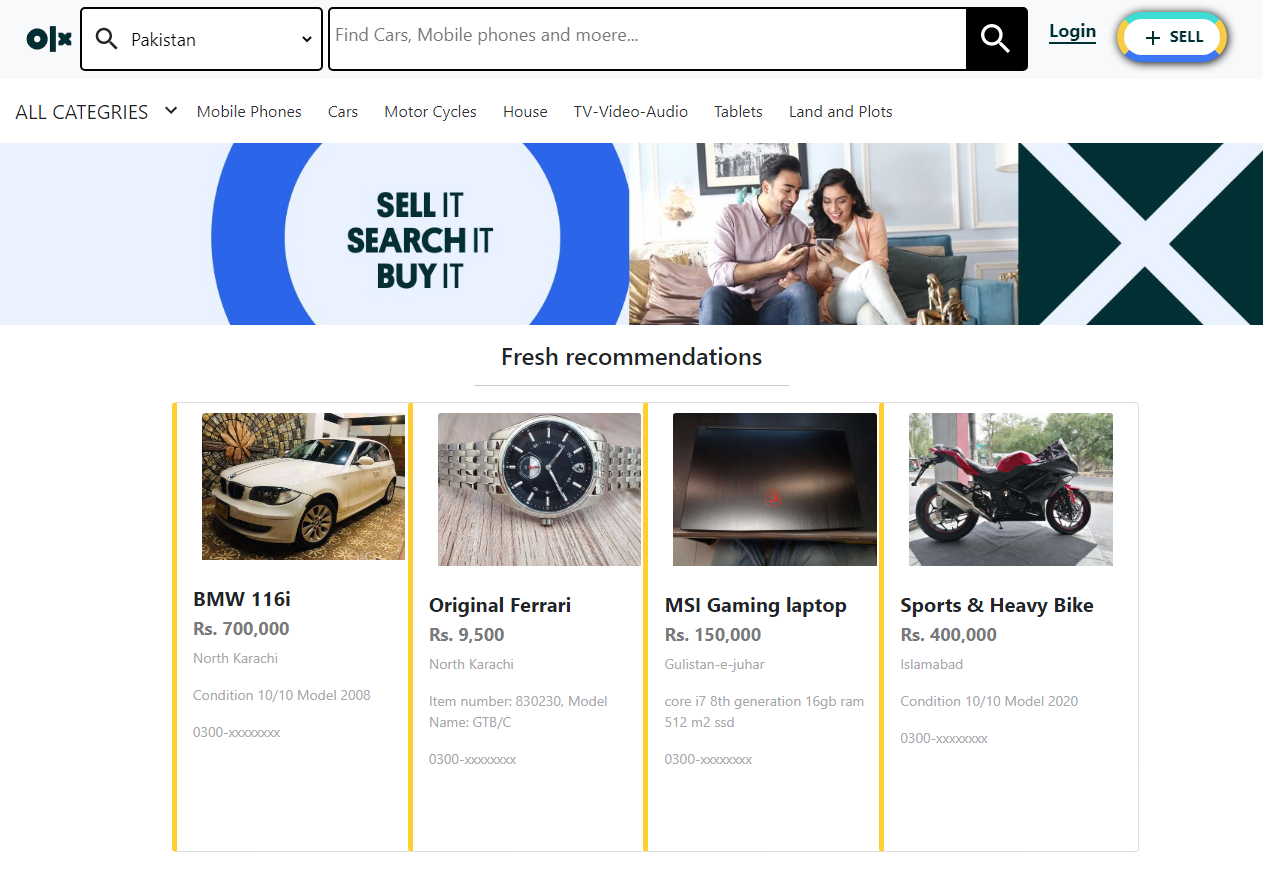 olx
Pakistan
Find Cars, Mobile phones and moere...
Login
+ SELL
ALL CATEGRIES
Mobile Phones
Cars
Motor Cycles
House
TV-Video-Audio
Tablets
Land and Plots
SELL IT
SEARCH IT
BUY IT
Fresh recommendations
BMW 116i
Rs. 700,000
North Karachi
Condition 10/10 Model 2008
0300-xxxxxxxx
Original Ferrari
Rs. 9,500
North Karachi
Item number: 830230, Model
Name: GTB/C
0300-xxxxxxxx
MSI Gaming laptop
Rs. 150,000
Gulistan-e-juhar
core i7 8th generation 16gb ram
512 m2 ssd
0300-xxxxxxxx
Sports & Heavy Bike
Rs. 400,000
Islamabad
Condition 10/10 Model 2020
0300-xxxxxxxx